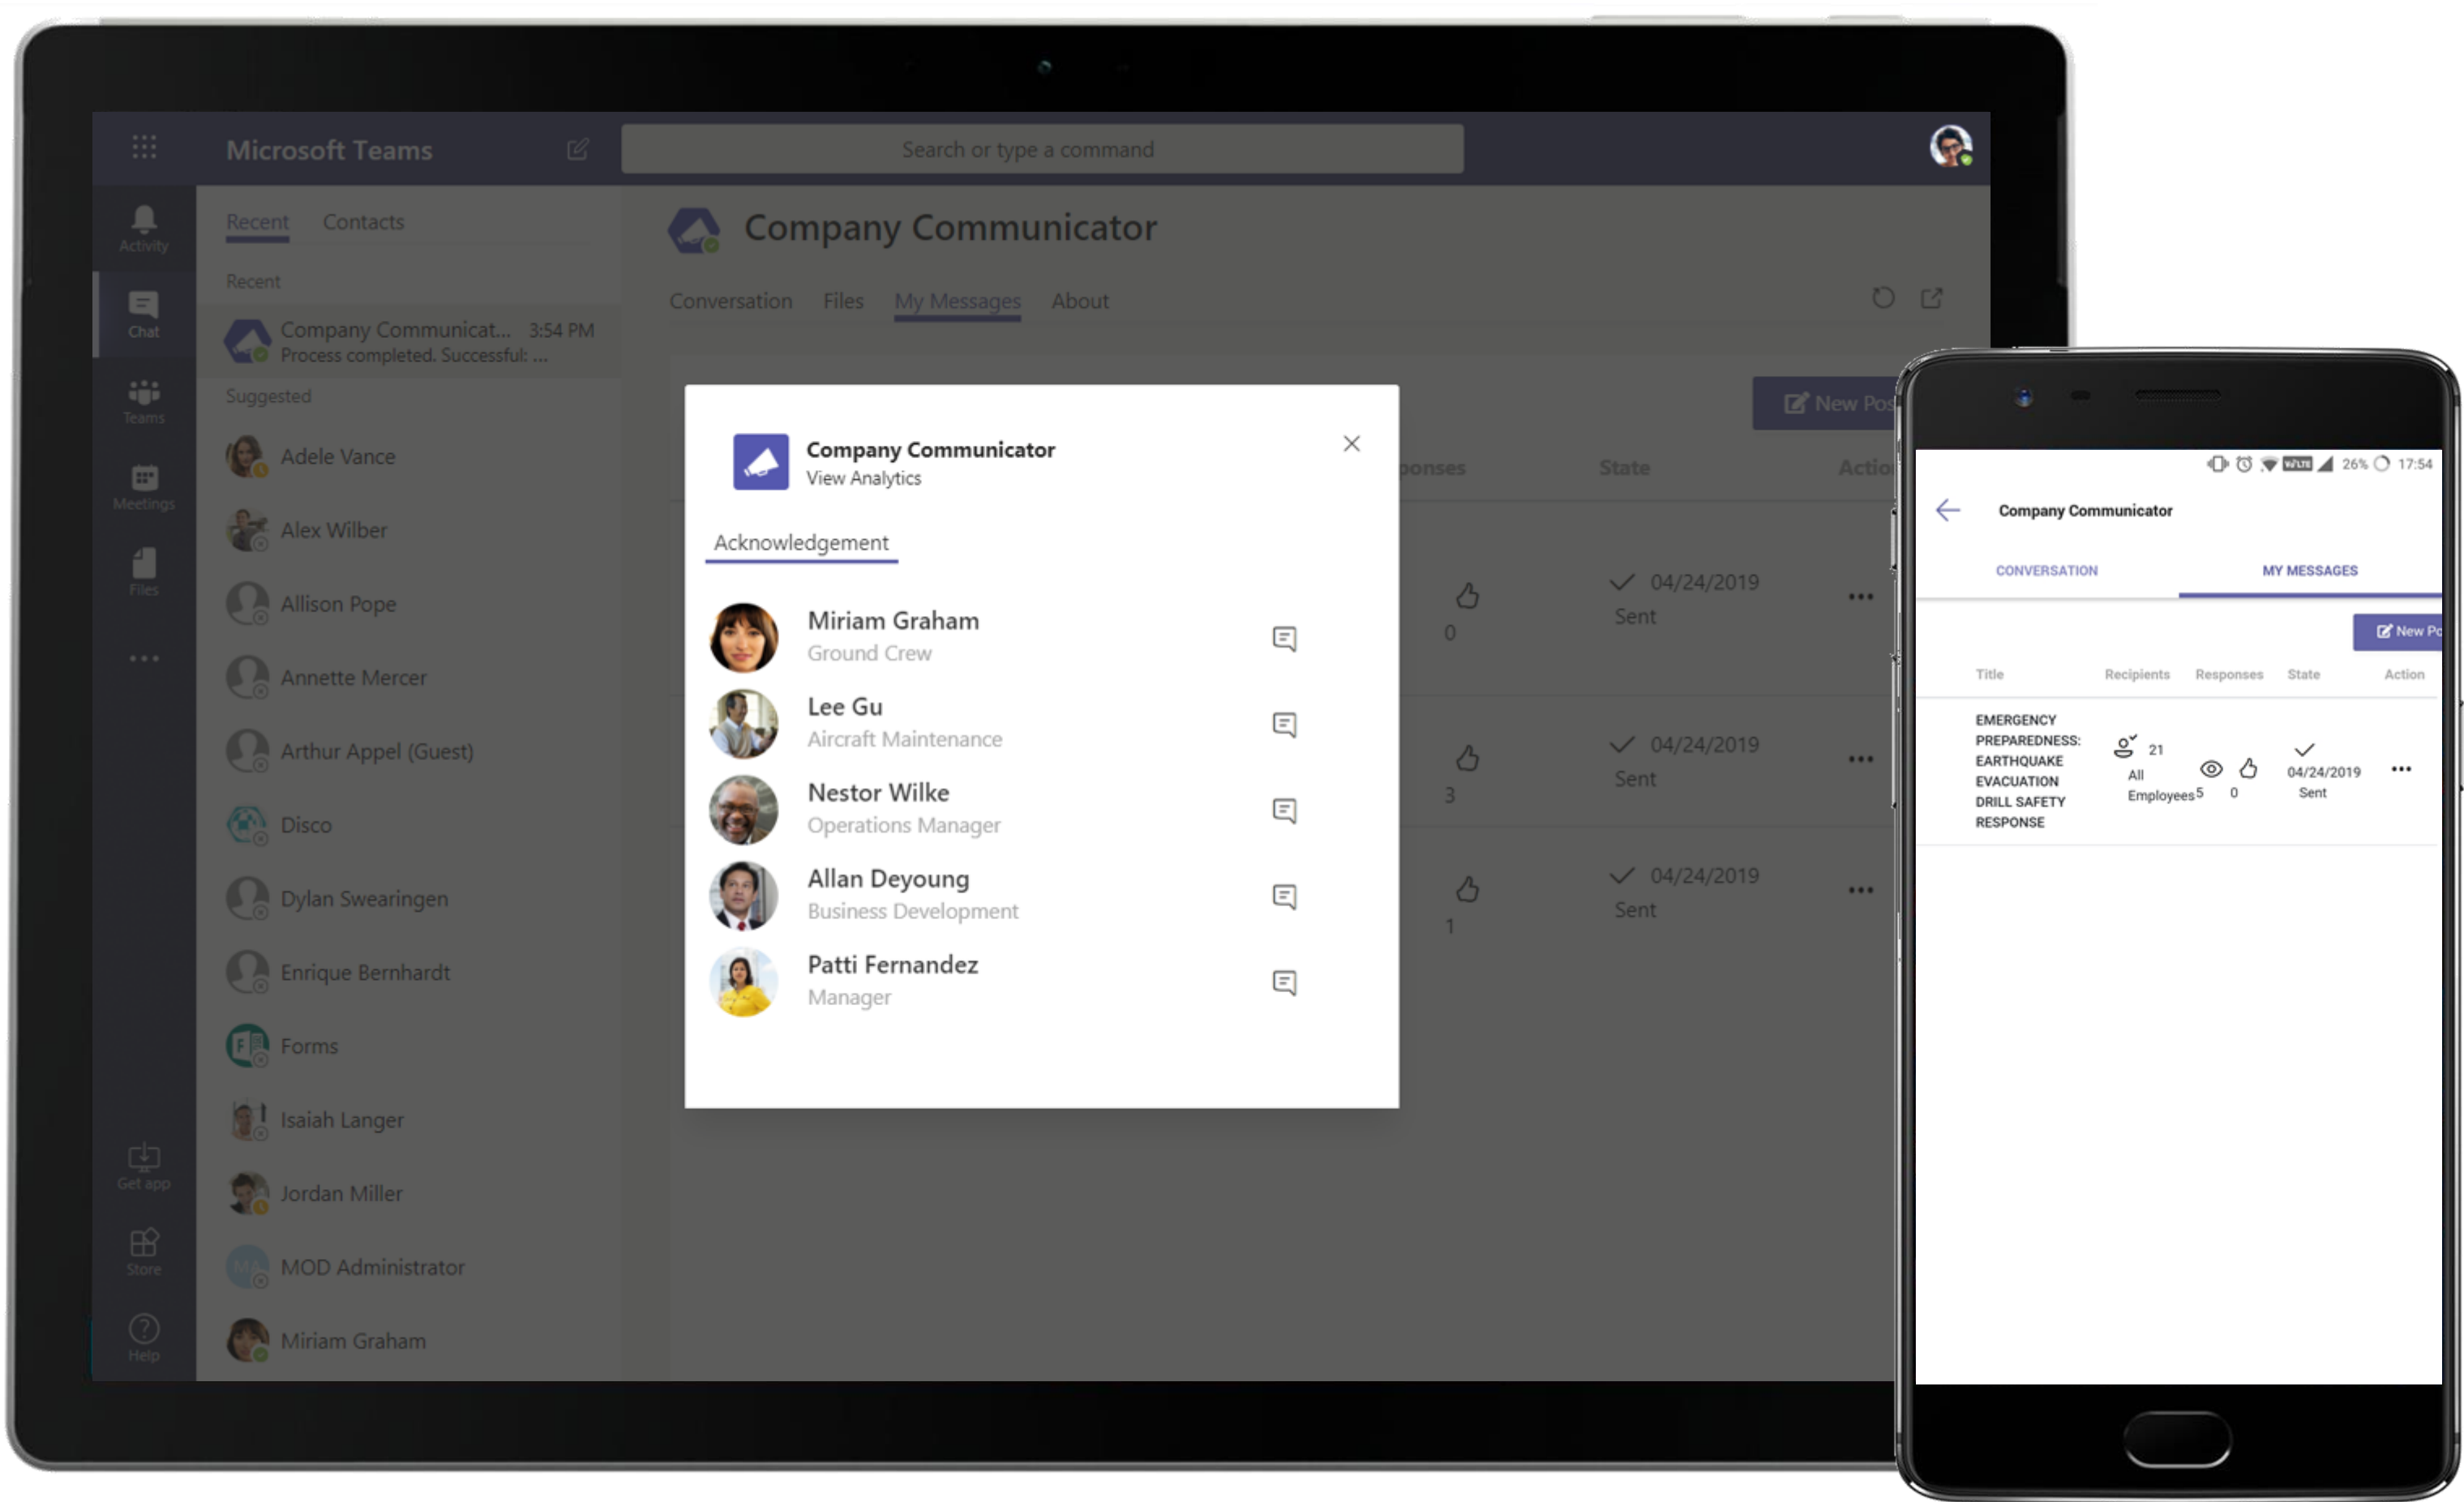 Microsoft Teams
Search or type a command
Activity
Chat
Teams
Meetings
Files
Get app
Store
Help
Recent Contacts
Recent
Company Communicat... 3:54 PM
Process completed. Successful: ...
Suggested
Adele Vance
Alex Wilber
Allison Pope
Annette Mercer
Arthur Appel (Guest)
Disco
Dylan Swearingen
Enrique Bernhardt
Forms
Isaiah Langer
Jordan Miller
MA MOD Administrator
Miriam Graham
Company Communicator
Conversation Files My Messages About
New Pos
ponses State Actio
04/24/2019
Sent
0
04/24/2019
Sent
3
04/24/2019
Sent
1
Company Communicator
View Analytics
Acknowledgement
Miriam Graham
Ground Crew
Lee Gu
Aircraft Maintenance
Nestor Wilke
Operations Manager
Allan Deyoung
Business Development
Patti Fernandez
Manager
VoLTE 26% 17:54
Company Communicator
CONVERSATION MY MESSAGES
New Po
Title Recipients Responses State Action
EMERGENCY
PREPAREDNESS:
EARTHQUAKE
EVACUATION
DRILL SAFETY
RESPONSE
21
All
Employees
5 0
04/24/2019
Sent